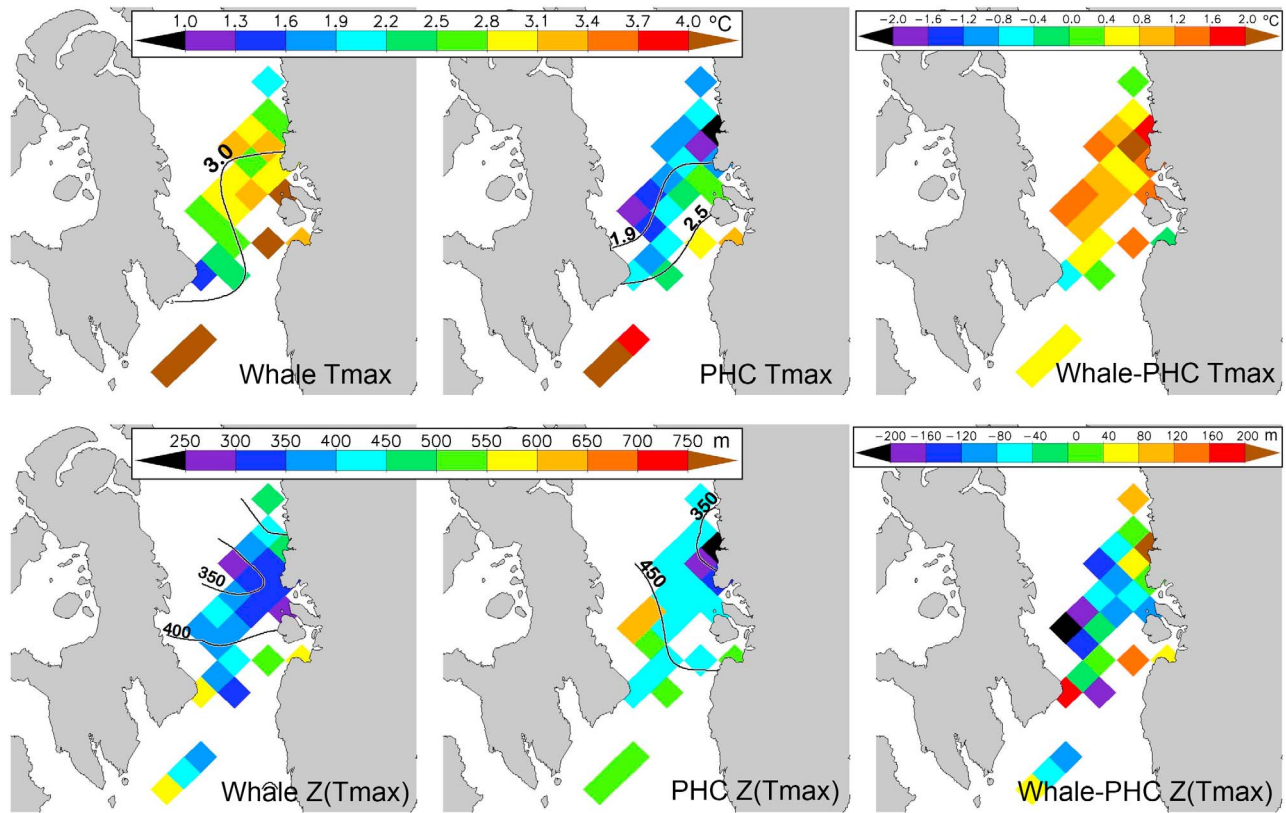 1.0 1.3 1.6 1.9 2.2 2.5 2.8 3.1 3.4 3.7 4.0 ºC
3.0
Whale Tmax
1.9
2.5
PHC Tmax
−2.0 −1.6 −1.2 −0.8 −0.4 0.0 0.4 0.8 1.2 1.6 2.0 ºC
Whale-PHC Tmax
250 300 350 400 450 500 550 600 650 700 750 m
350
400
Whale Z(Tmax)
350
450
PHC Z(Tmax)
−200 −160 −120 −80 −40 0 40 80 120 160 200 m
Whale-PHC Z(Tmax)